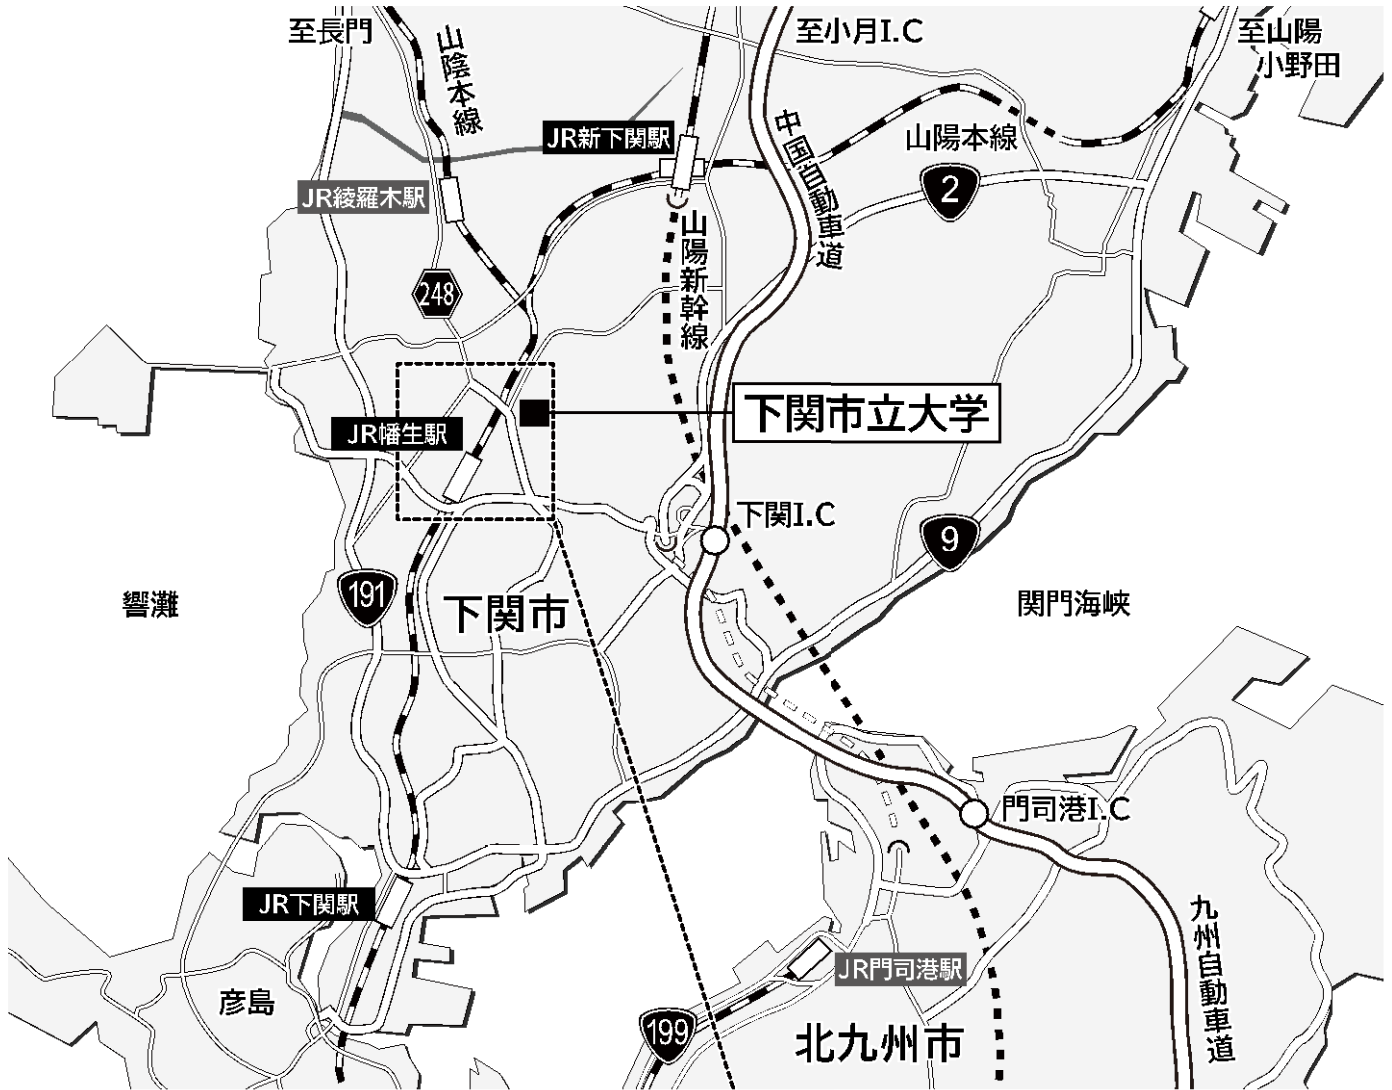 至長門
山陰本線
至小月I.C
至山陽
小野田
JR新下関駅
中国自動車道
山陽本線
2
JR綾羅木駅
山陽新幹線
248
下関市立大学
JR幡生駅
下関I.C
9
191
響灘
下関市
関門海峡
門司港I.C
JR下関駅
九州自動車道
JR門司港駅
彦島
199
北九州市